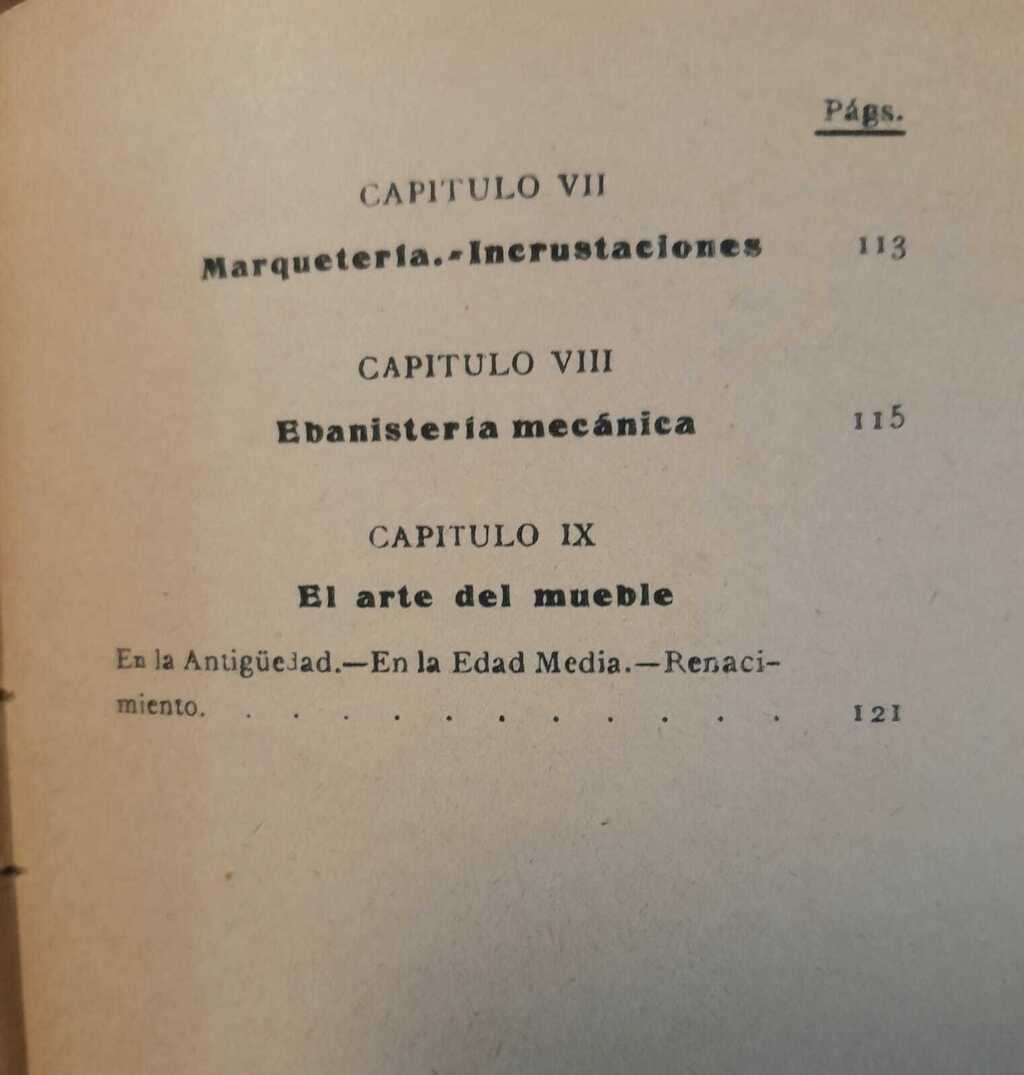 Págs.
CAPITULO VII
Marquetería.-Incrustaciones 113
CAPITULO VIII
Ebanistería mecánica 115
CAPITULO IX
El arte del mueble
En la Antigüedad.—En la Edad Media.—Renaci-
miento. . . . . . . . . . . . 121